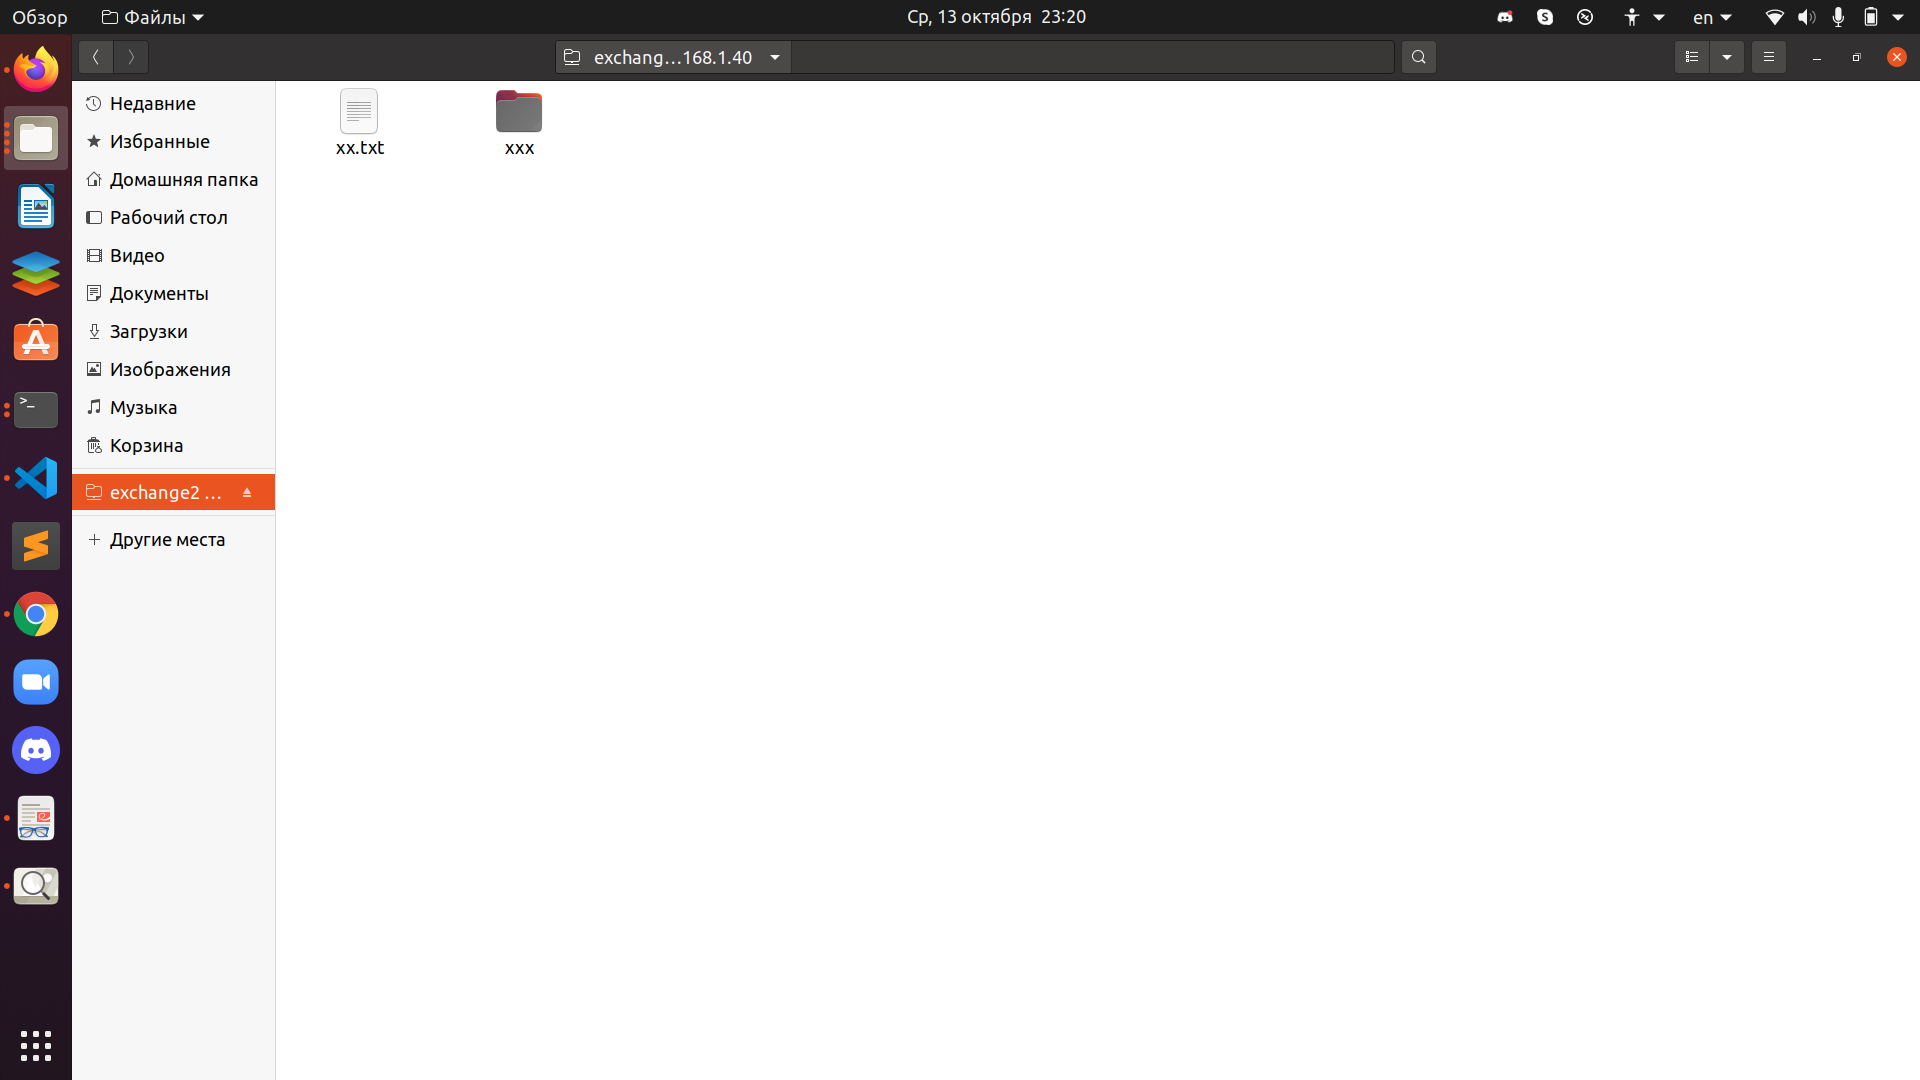 Обзор
Файлы
Ср, 13 октября 23:20
en
exchang…168.1.40
Недавние
Избранные
Домашняя папка
Рабочий стол
Видео
Документы
Загрузки
Изображения
Музыка
Корзина
exchange2 …
Другие места
xx.txt
xxx